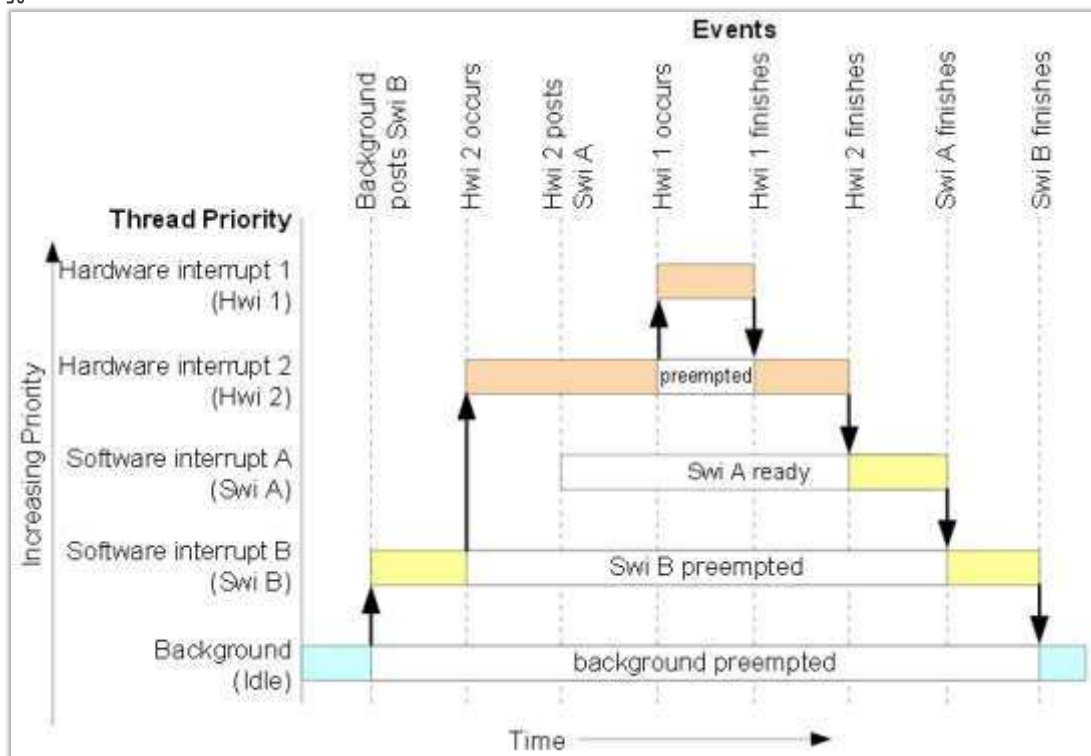 Events
Background
posts Swi B
Hwi 2 occurs
Hwi 2 posts
Swi A
Hwi 1 occurs
Hwi 1 finishes
Hwi 2 finishes
Swi A finishes
Swi B finishes
Thread Priority
Increasing Priority
Hardware interrupt 1
(Hwi 1)
Hardware interrupt 2
(Hwi 2)
preempted
Software interrupt A
(Swi A)
Swi A ready
Software interrupt B
(Swi B)
Swi B preempted
Background
(Idle)
background preempted
Time